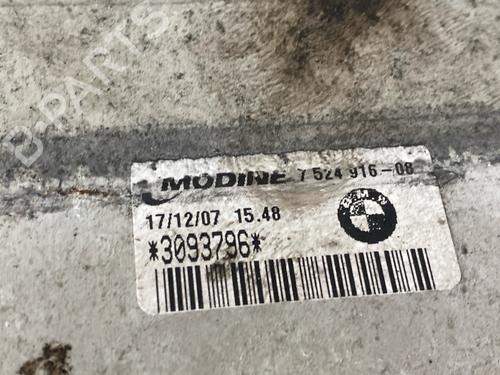 B-PARTS
MODINE 7 524 916-08
17/12/07 15.48
BMW
*3093796*